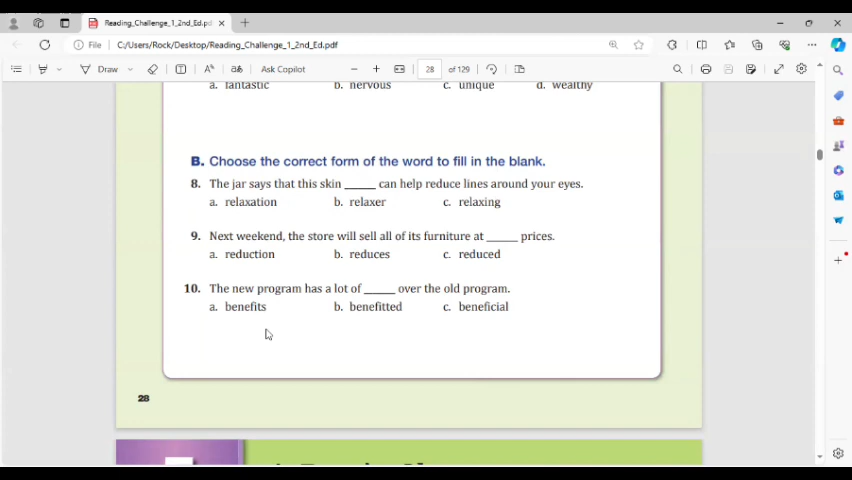 Reading_Challenge_1_2nd_Ed.pdf
File C:/Users/Rock/Desktop/Reading_Challenge_1_2nd_Ed.pdf
Draw Ask Copilot 28 of 129
a. fantastic b. nervous c. unique d. wealthy
B. Choose the correct form of the word to fill in the blank.
8. The jar says that this skin _____ can help reduce lines around your eyes.
a. relaxation b. relaxer c. relaxing
9. Next weekend, the store will sell all of its furniture at _____ prices.
a. reduction b. reduces c. reduced
10. The new program has a lot of _____ over the old program.
a. benefits b. benefitted c. beneficial
28